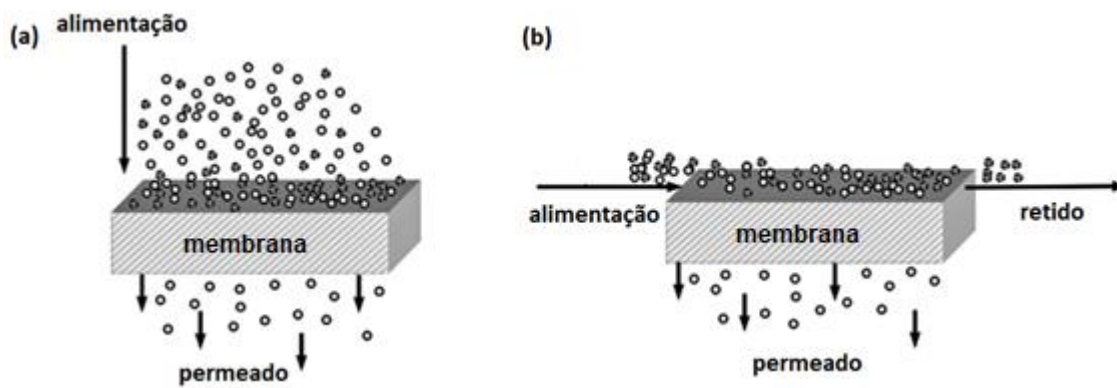 (a)
alimentação
membrana
permeado
(b)
alimentação
retido
membrana
permeado